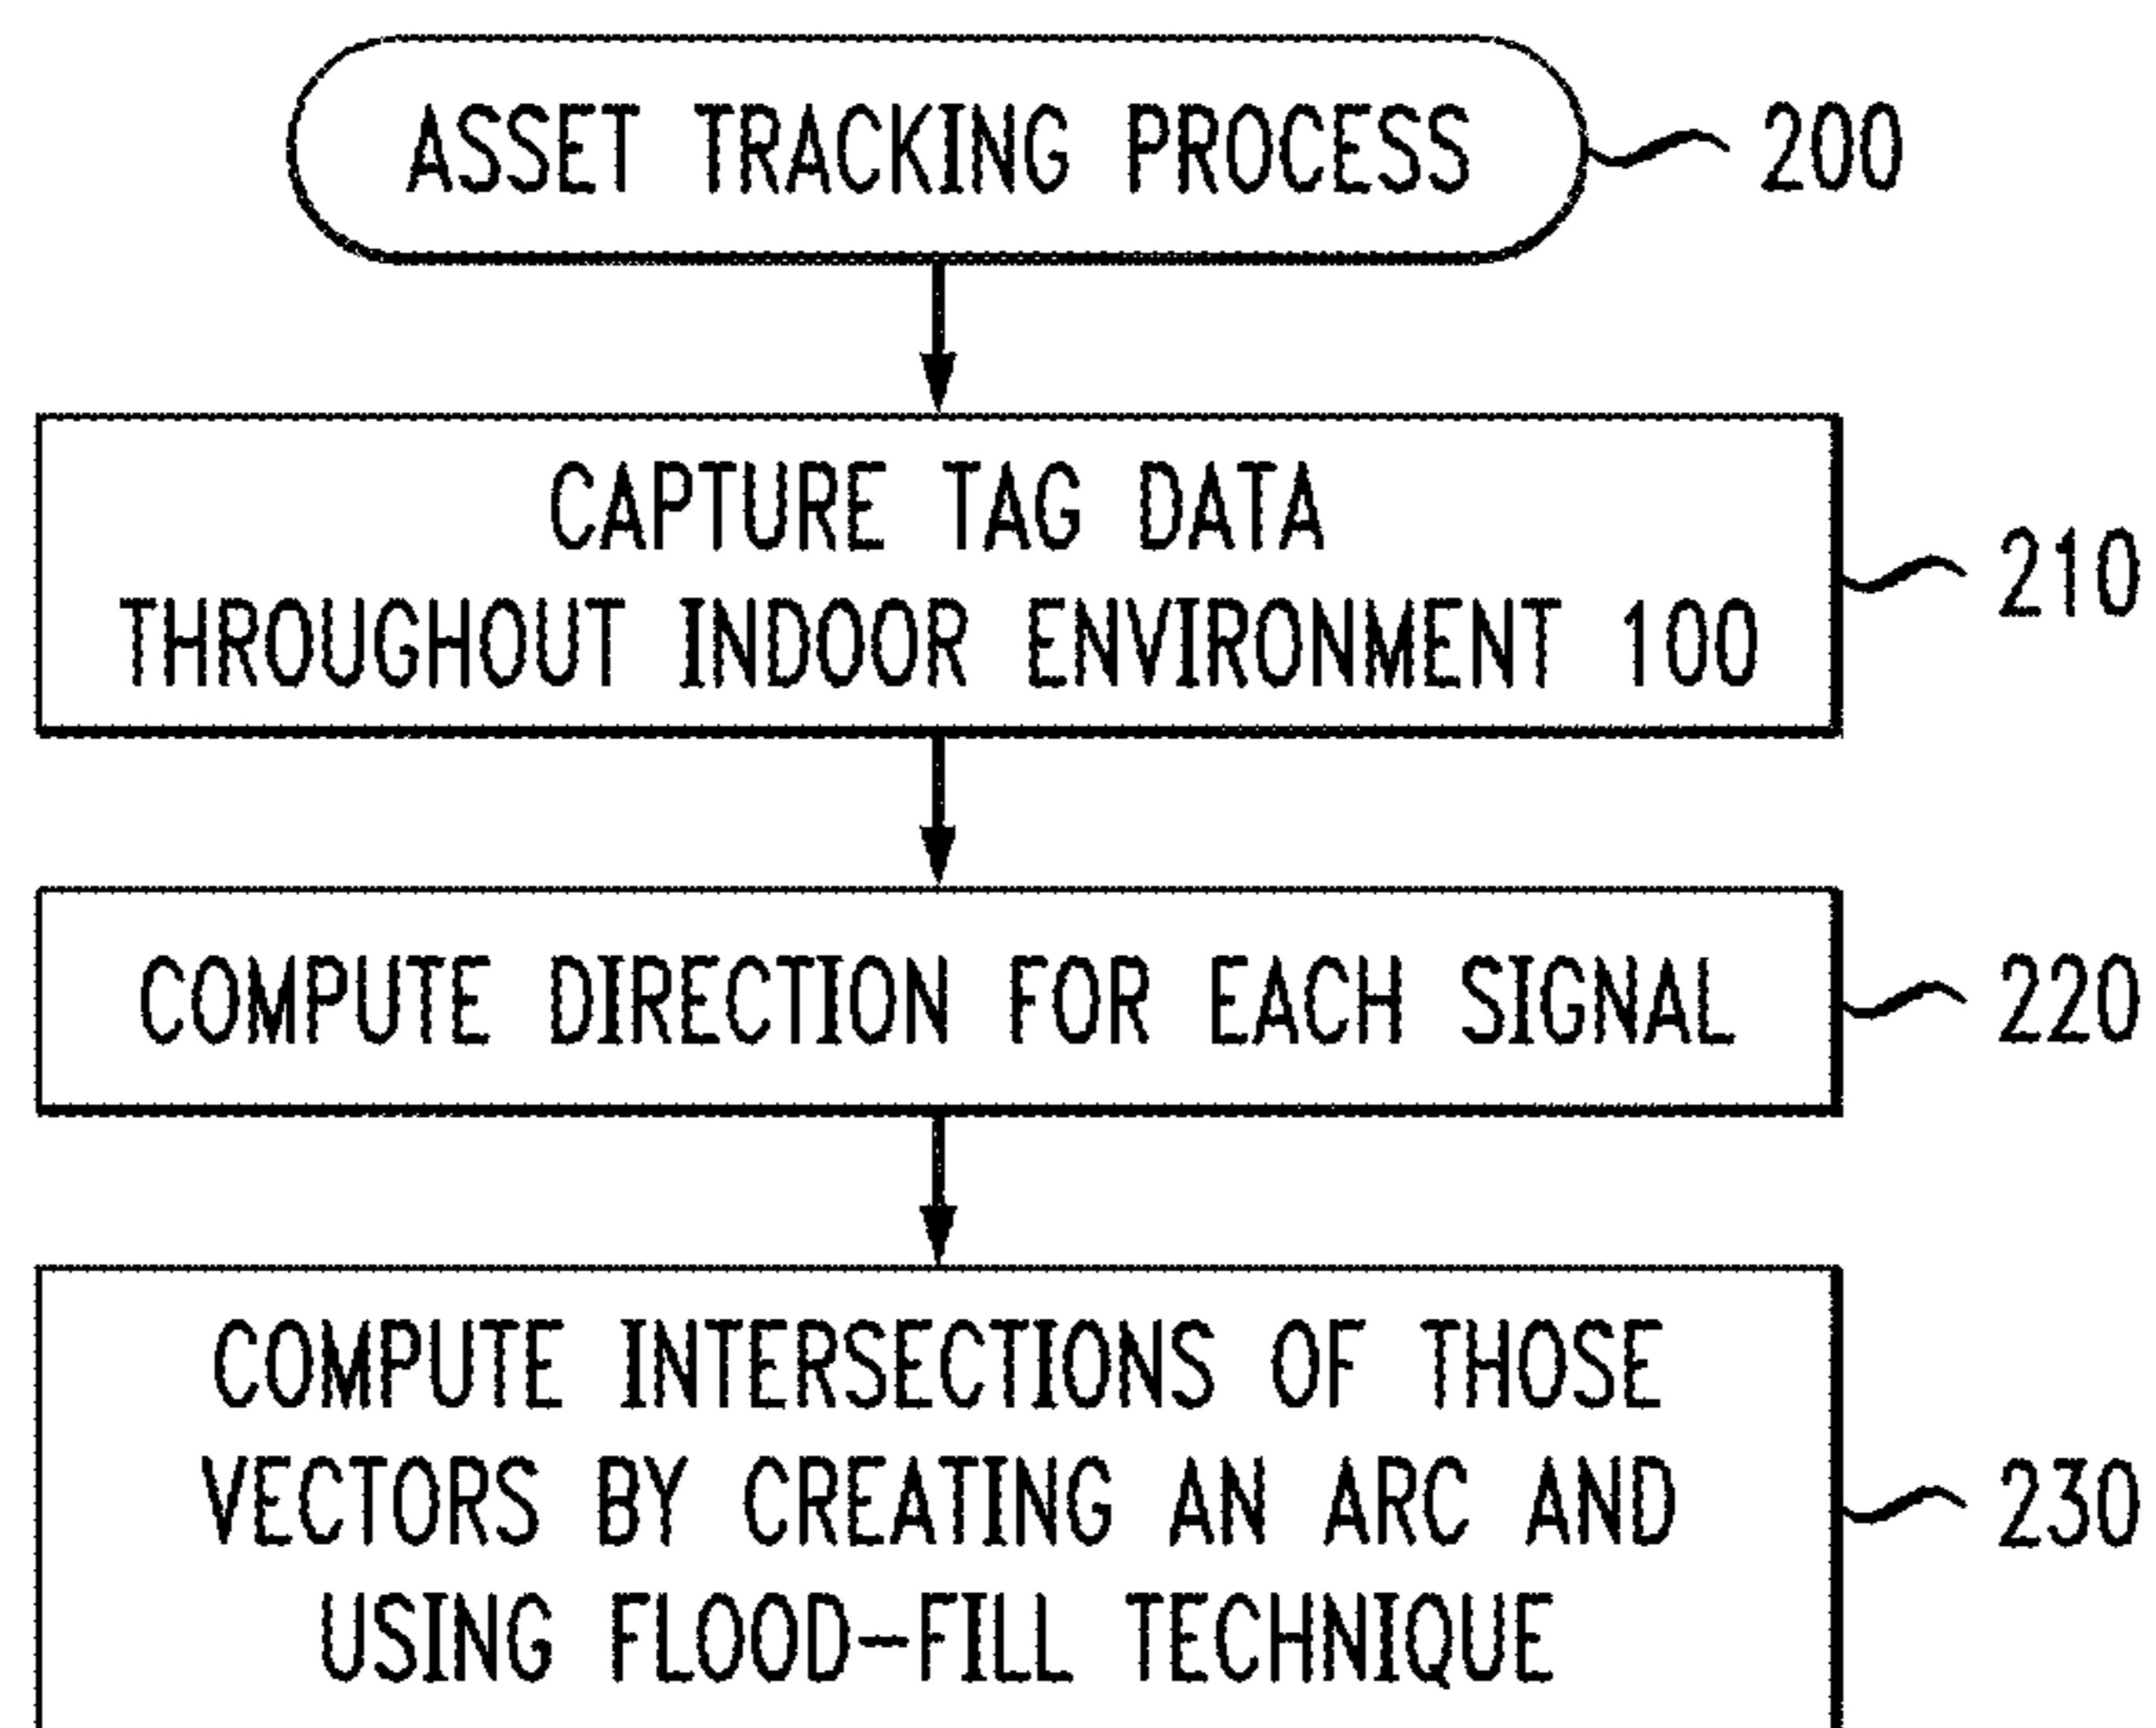 ASSET TRACKING PROCESS 200
CAPTURE TAG DATA
THROUGHOUT INDOOR ENVIRONMENT 100
210
COMPUTE DIRECTION FOR EACH SIGNAL 220
COMPUTE INTERSECTIONS OF THOSE
VECTORS BY CREATING AN ARC AND 230
USING FLOOD-FILL TECHNIQUE